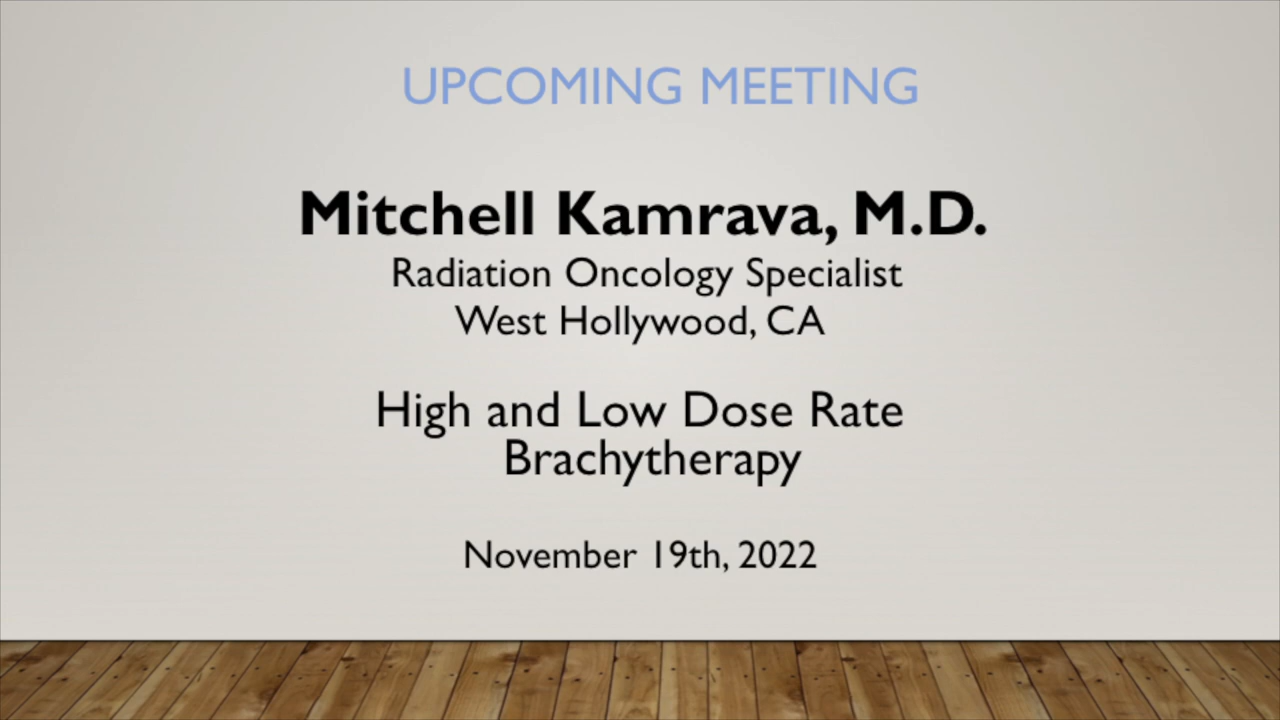 UPCOMING MEETING
Mitchell Kamrava, M.D.
Radiation Oncology Specialist
West Hollywood, CA
High and Low Dose Rate
Brachytherapy
November 19th, 2022